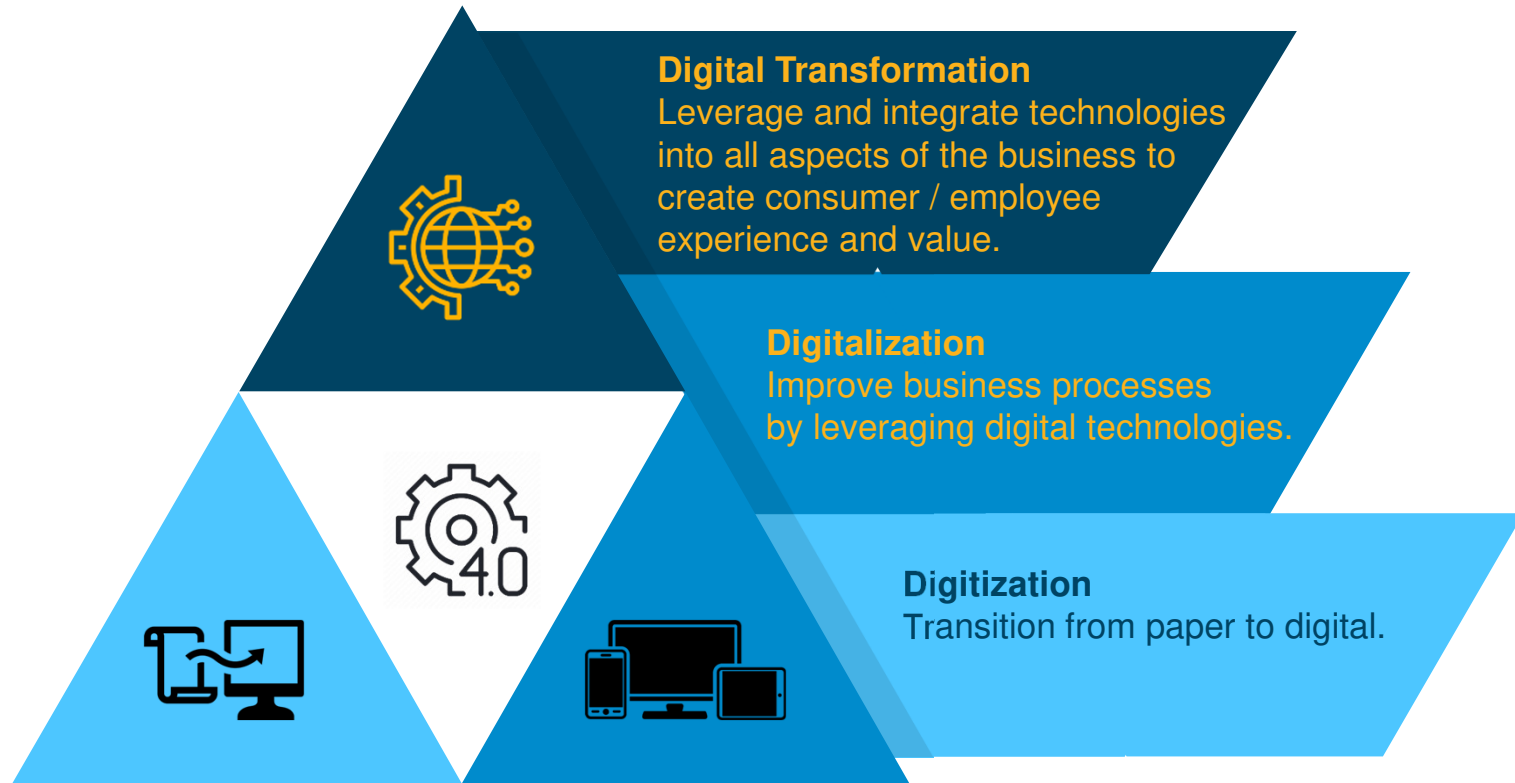 Digital Transformation
Leverage and integrate technologies
into all aspects of the business to
create consumer / employee
experience and value.
Digitalization
Improve business processes
by leveraging digital technologies.
4.0
Digitization
Transition from paper to digital.